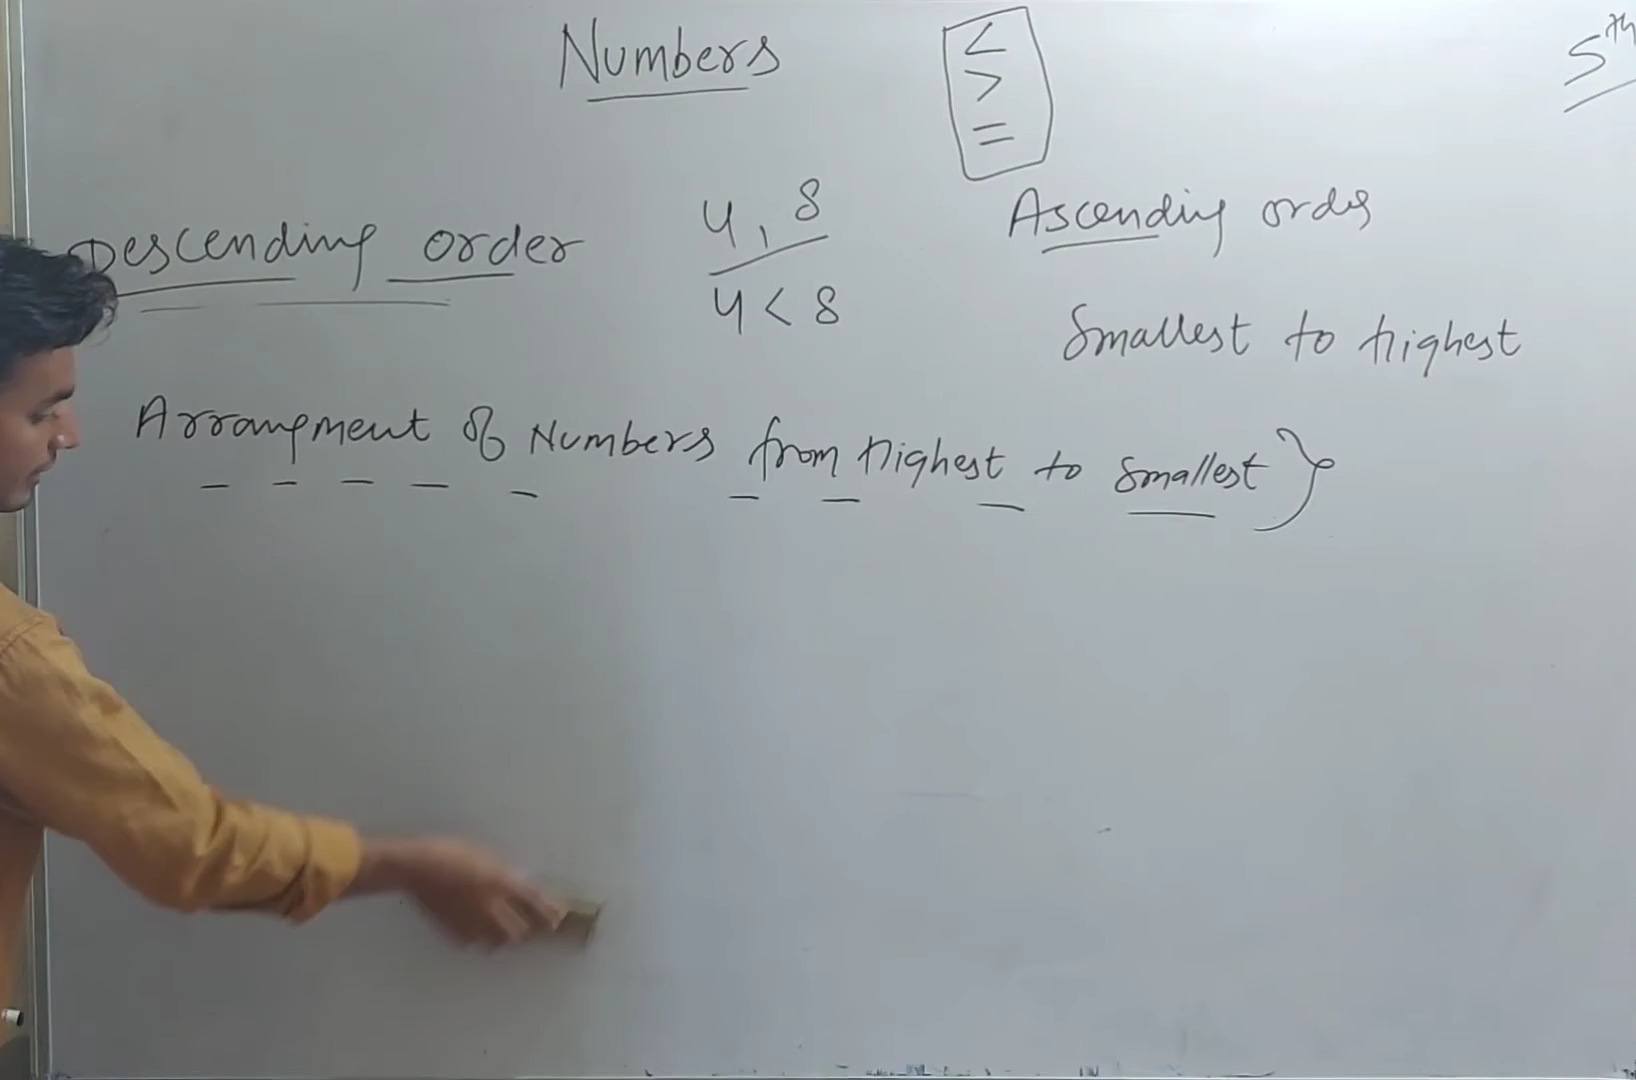 Numbers
<
>
=
5th
Descending order
4, 8
4 < 8
Ascending order
Smallest to highest
Arrangment of Numbers from highest to smallest }